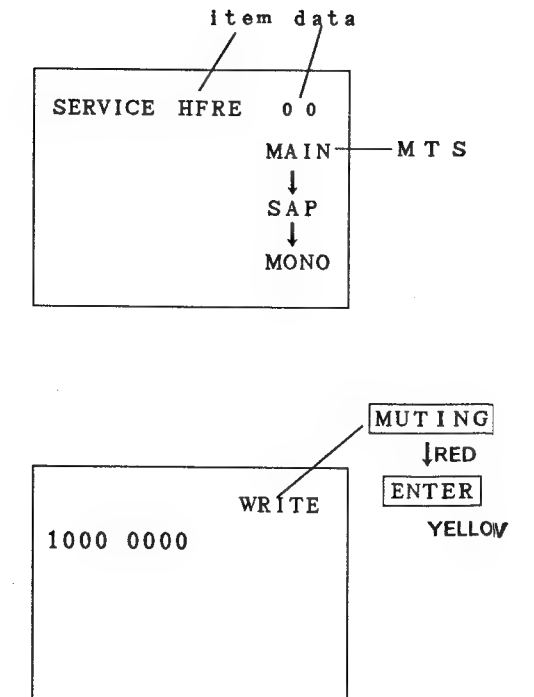 item data
SERVICE HFRE 00
MAIN MTS
SAP
MONO
MUTING
RED
WRITE ENTER
YELLOW
1000 0000